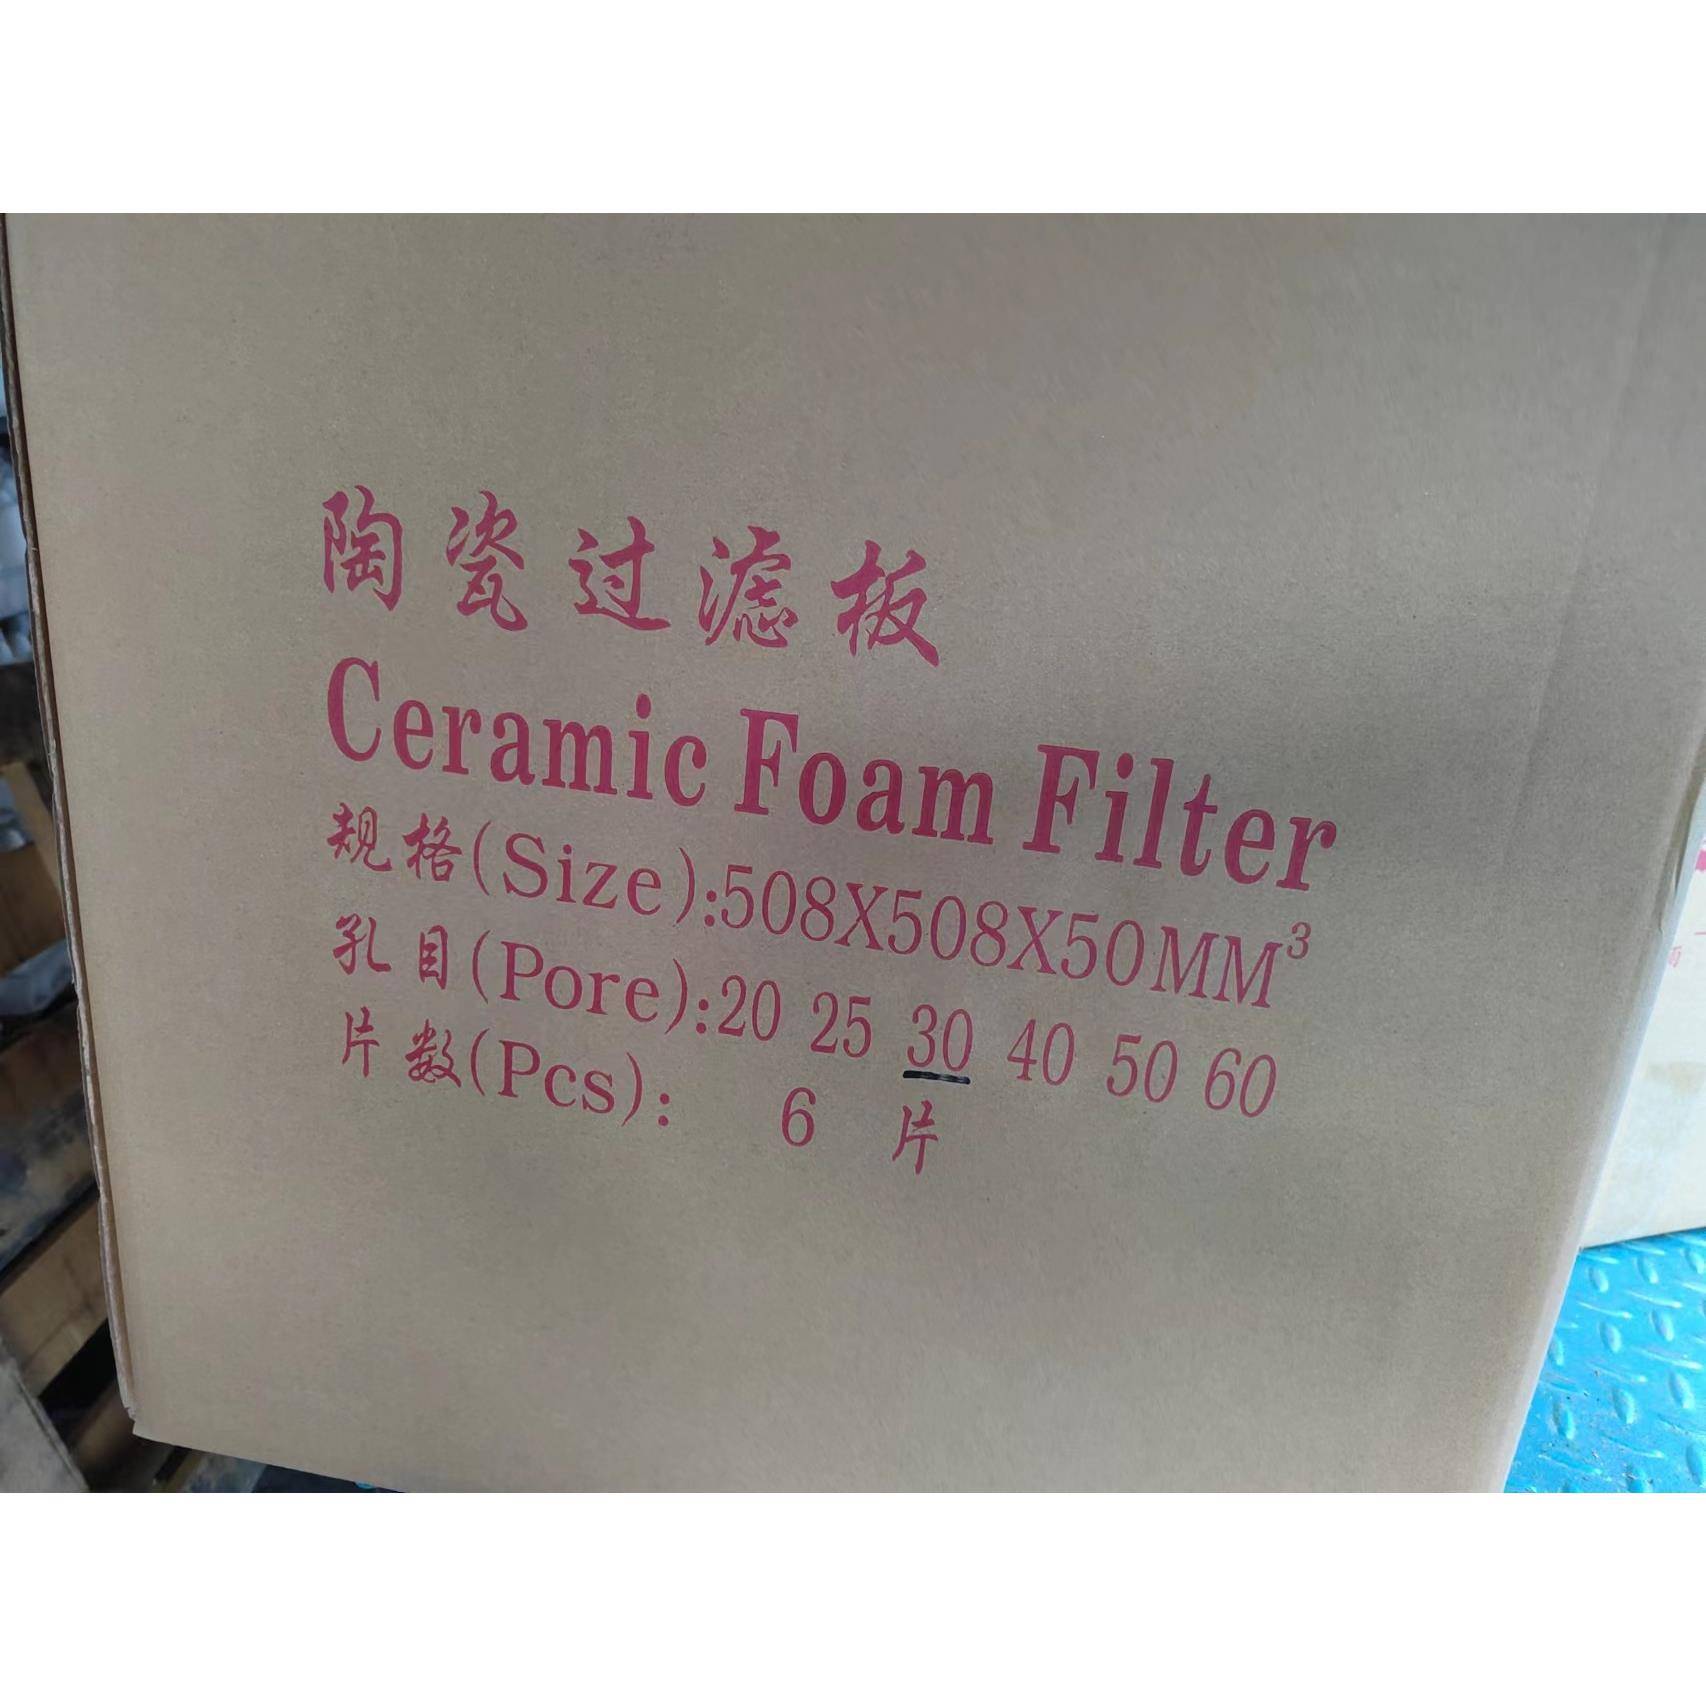 陶瓷过滤板
Ceramic Foam Filter
规格(Size):508X508X50MM³
孔目(Pore):20 25 30 40 50 60
片数(Pcs): 6 片